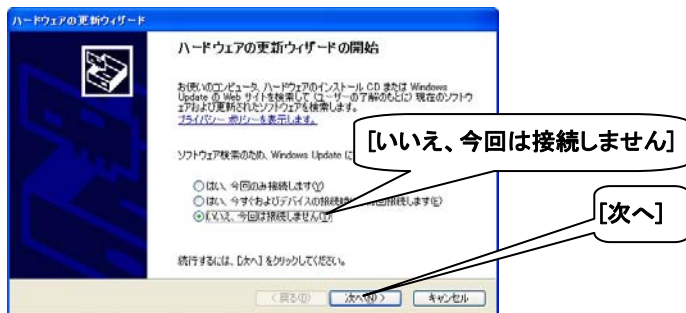 ハードウェアの更新ウィザード
ハードウェアの更新ウィザードの開始
お使いのコンピュータ、ハードウェアのインストール CD または Windows
Update の Web サイトを検索して (ユーザーの了解のもとに) 現在のソフトウ
ェアおよび更新されたソフトウェアを検索します。
プライバシー ポリシーを表示します。
[いいえ、今回は接続しません]
ソフトウェア検索のため、Windows Update に
はい、今回のみ接続します(Y)
はい、今すぐおよびデバイスの接続時には毎回接続します(E)
いいえ、今回は接続しません(T)
[次へ]
続行するには、[次へ] をクリックしてください。
< 戻る(B)
次へ(N) >
キャンセル